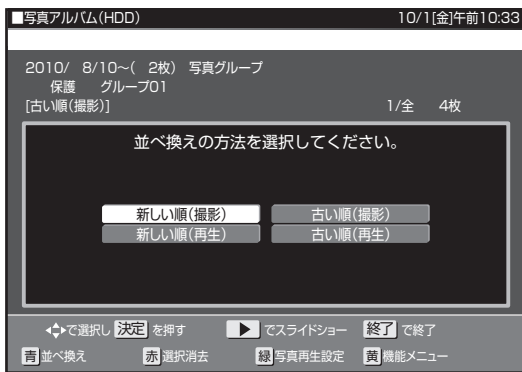 ■写真アルバム(HDD) 10/1[金]午前10:33
2010/ 8/10~( 2枚) 写真グループ
保護 グループ01
[古い順(撮影)] 1/全 4枚
並べ換えの方法を選択してください。
新しい順(撮影) 古い順(撮影)
新しい順(再生) 古い順(再生)
で選択し 決定 を押す ▶ でスライドショー 終了 で終了
青 並べ換え 赤 選択消去 緑 写真再生設定 黄 機能メニュー